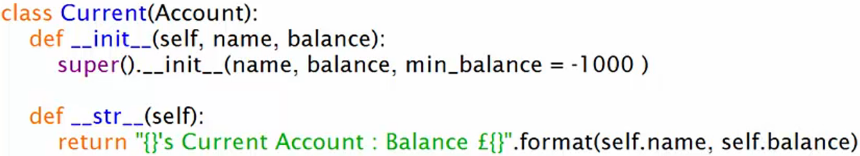 class Current(Account):
def __init__(self, name, balance):
super().__init__(name, balance, min_balance = -1000 )
def __str__(self):
return "{}'s Current Account : Balance £{}".format(self.name, self.balance)